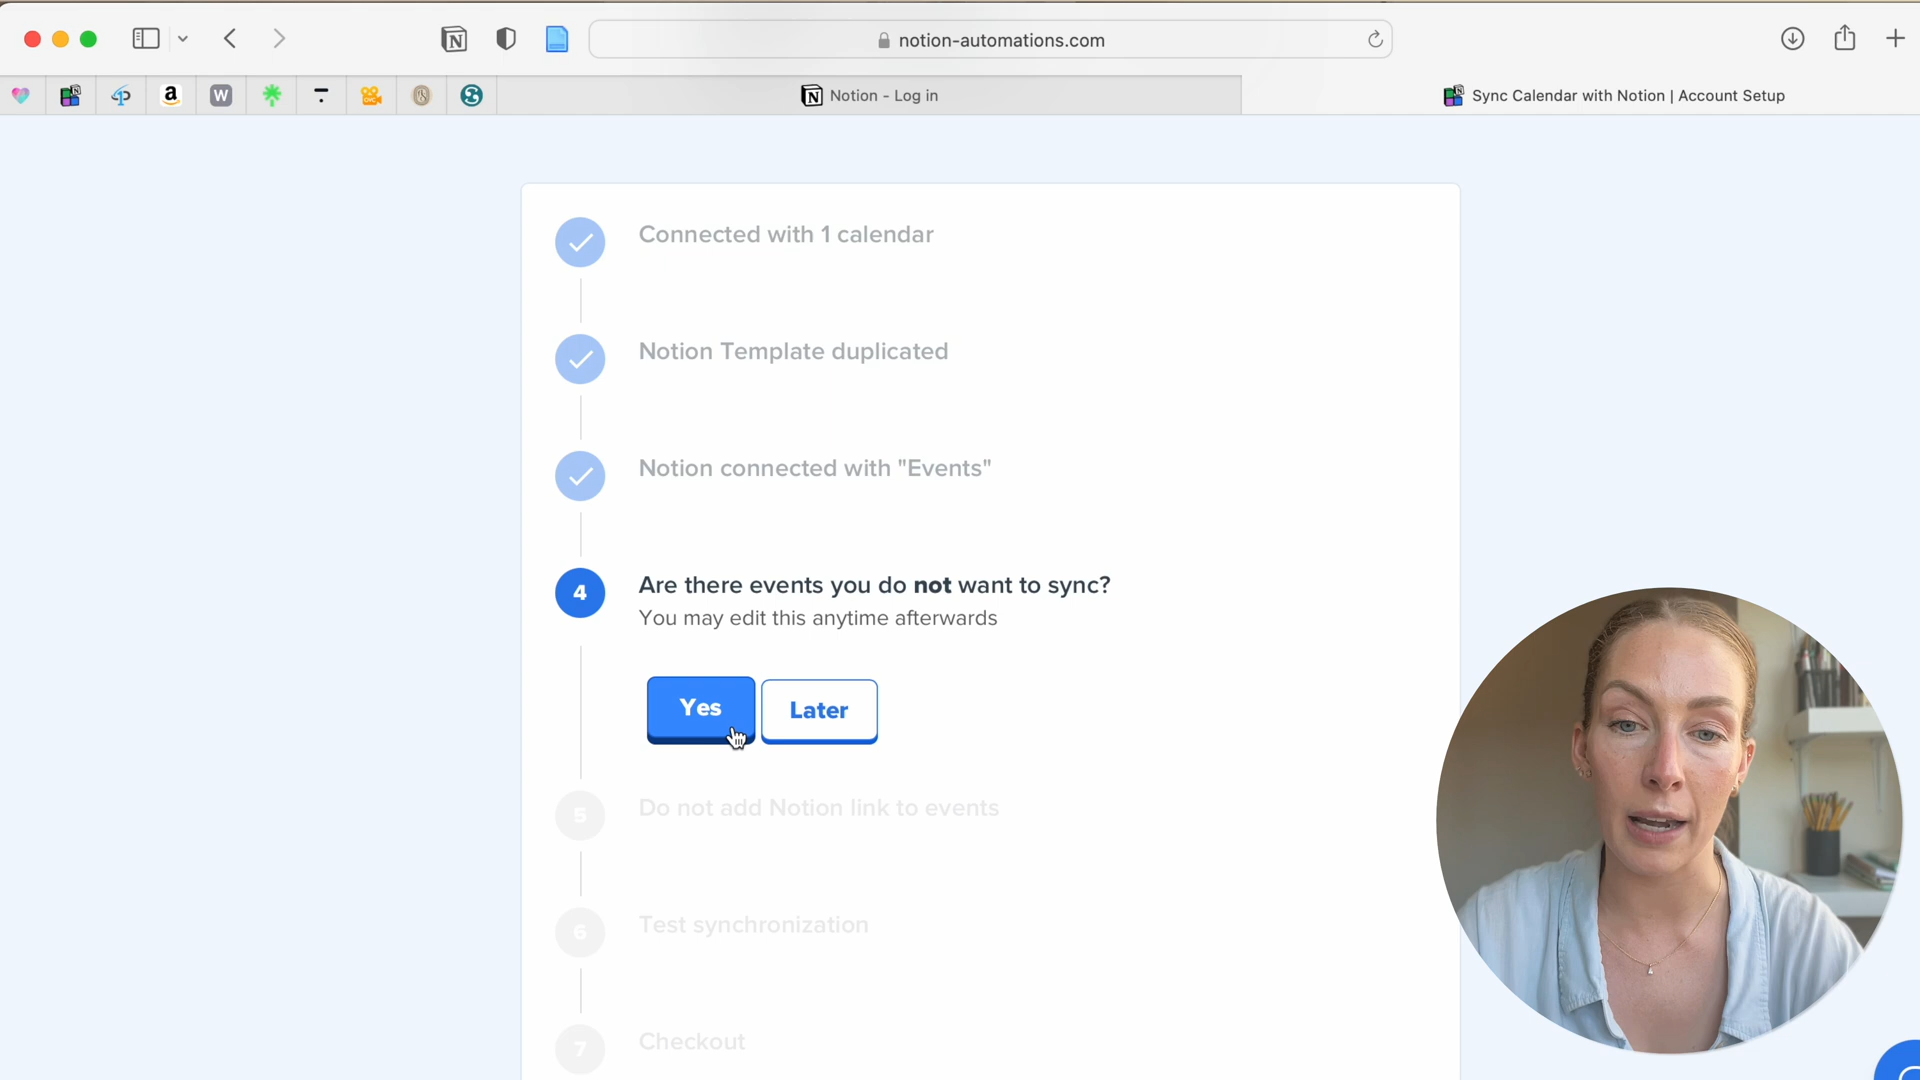 notion-automations.com
W
Notion - Log in
Sync Calendar with Notion | Account Setup
Connected with 1 calendar
Notion Template duplicated
Notion connected with "Events"
4
Are there events you do not want to sync?
You may edit this anytime afterwards
Yes
Later
5
Do not add Notion link to events
6
Test synchronization
7
Checkout